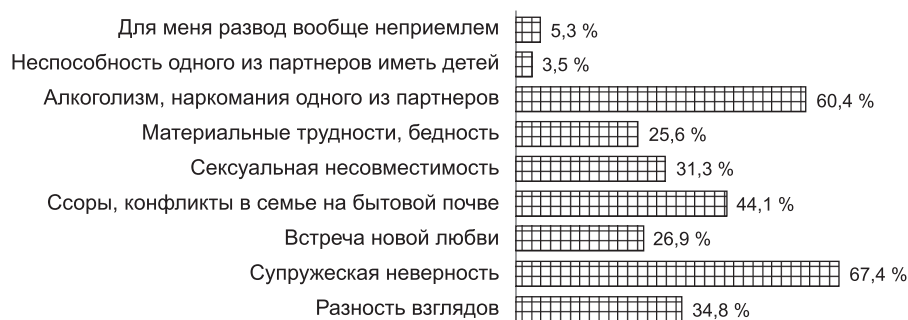 Для меня развод вообще неприемлем 5,3 %
Неспособность одного из партнеров иметь детей 3,5 %
Алкоголизм, наркомания одного из партнеров 60,4 %
Материальные трудности, бедность 25,6 %
Сексуальная несовместимость 31,3 %
Ссоры, конфликты в семье на бытовой почве 44,1 %
Встреча новой любви 26,9 %
Супружеская неверность 67,4 %
Разность взглядов 34,8 %